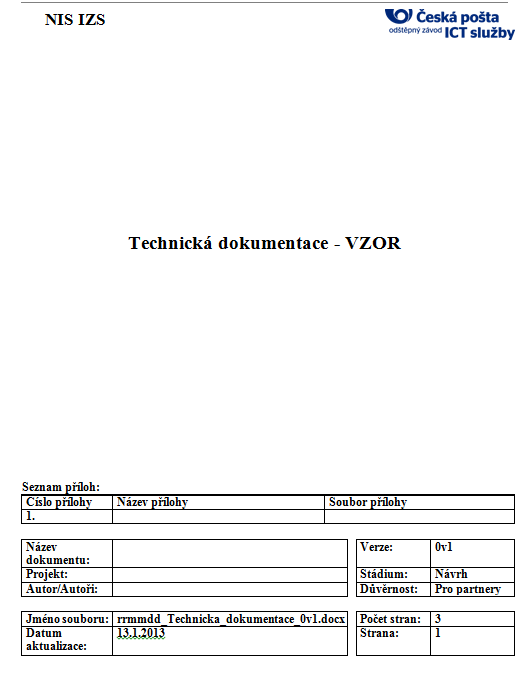 NIS IZS
Česká pošta
odštěpný závod ICT služby
Technická dokumentace - VZOR
Seznam příloh:
Číslo přílohy Název přílohy Soubor přílohy
1.
Název dokumentu: Verze: 0v1
Projekt: Stádium: Návrh
Autor/Autoři: Důvěrnost: Pro partnery
Jméno souboru: rrmmdd_Technicka_dokumentace_0v1.docx Počet stran: 3
Datum aktualizace: 13.1.2013 Strana: 1